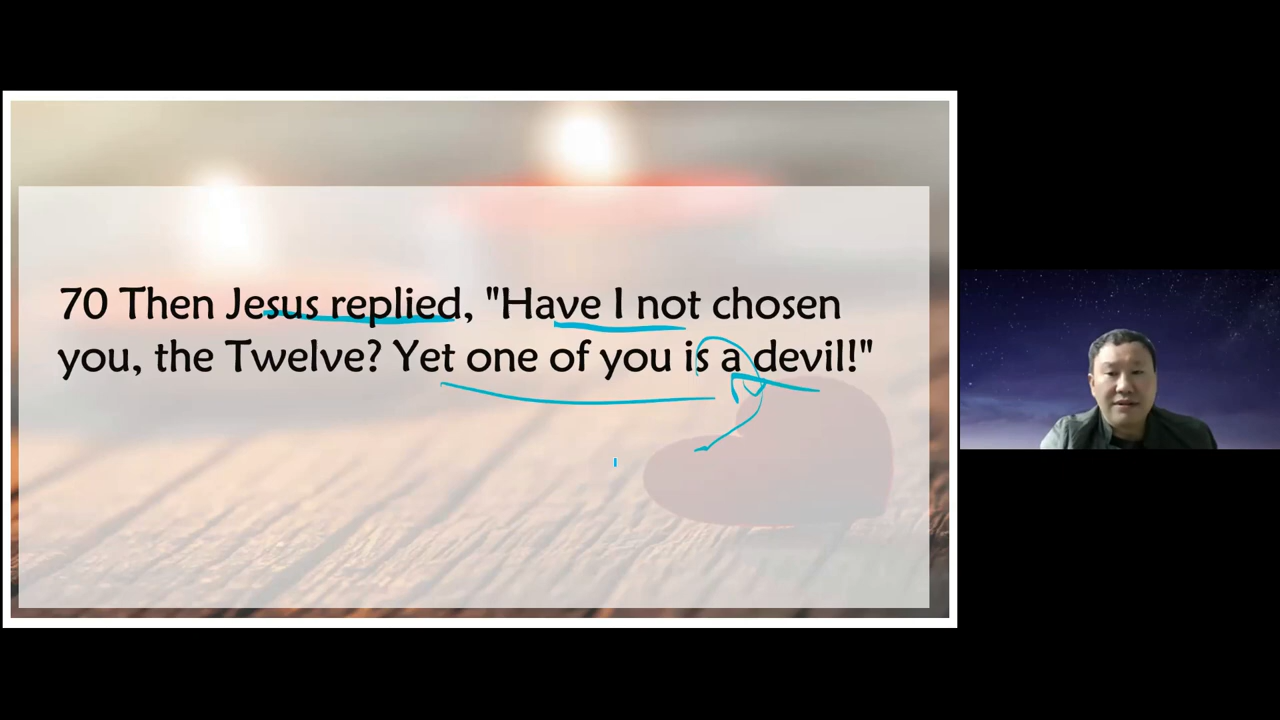 70 Then Jesus replied, "Have I not chosen
you, the Twelve? Yet one of you is a devil!"